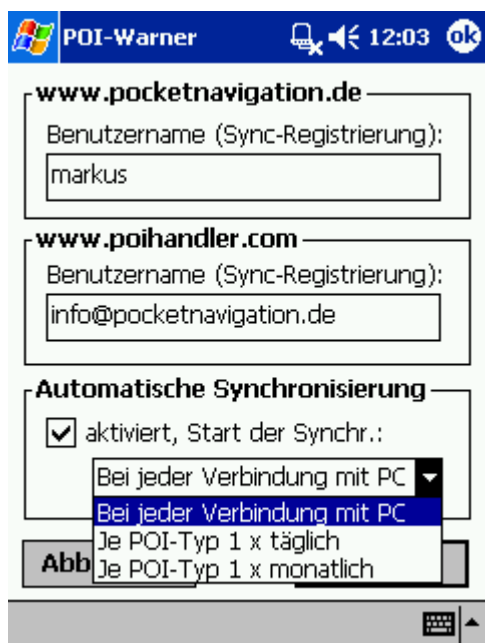 POI-Warner 12:03 ok
www.pocketnavigation.de
Benutzername (Sync-Registrierung):
markus
www.poihandler.com
Benutzername (Sync-Registrierung):
info@pocketnavigation.de
Automatische Synchronisierung
aktiviert, Start der Synchr.:
Bei jeder Verbindung mit PC
Bei jeder Verbindung mit PC
Je POI-Typ 1 x täglich
Je POI-Typ 1 x monatlich
Abb